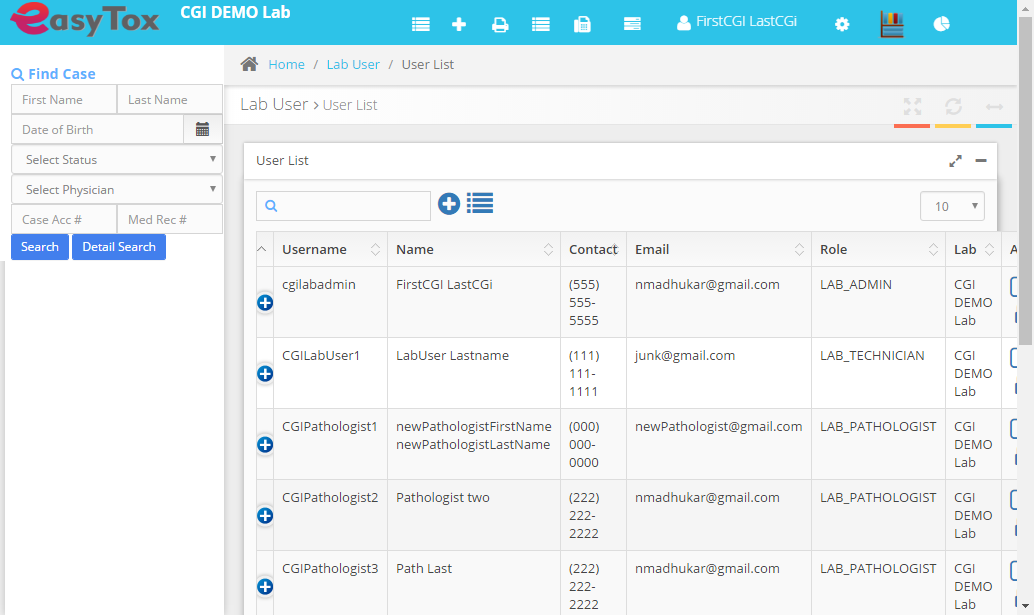 easyTox
CGI DEMO Lab
FirstCGI LastCGi
Find Case
First Name
Last Name
Date of Birth
Select Status
Select Physician
Case Acc #
Med Rec #
Search
Detail Search
Home / Lab User / User List
Lab User > User List
User List
10
Username
Name
Contact
Email
Role
Lab
A
cgilabadmin
FirstCGI LastCGi
(555)
555-
5555
nmadhukar@gmail.com
LAB_ADMIN
CGI
DEMO
Lab
CGILabUser1
LabUser Lastname
(111)
111-
1111
junk@gmail.com
LAB_TECHNICIAN
CGI
DEMO
Lab
CGIPathologist1
newPathologistFirstName
newPathologistLastName
(000)
000-
0000
newPathologist@gmail.com
LAB_PATHOLOGIST
CGI
DEMO
Lab
CGIPathologist2
Pathologist two
(222)
222-
2222
nmadhukar@gmail.com
LAB_PATHOLOGIST
CGI
DEMO
Lab
CGIPathologist3
Path Last
(222)
222-
2222
nmadhukar@gmail.com
LAB_PATHOLOGIST
CGI
DEMO
Lab